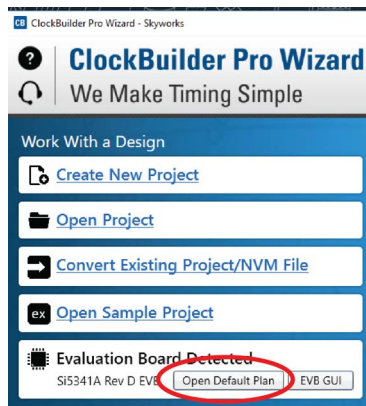 CB ClockBuilder Pro Wizard - Skyworks
? ClockBuilder Pro Wizard
We Make Timing Simple
Work With a Design
Create New Project
Open Project
Convert Existing Project/NVM File
ex Open Sample Project
Evaluation Board Detected
Si5341A Rev D EVB Open Default Plan EVB GUI